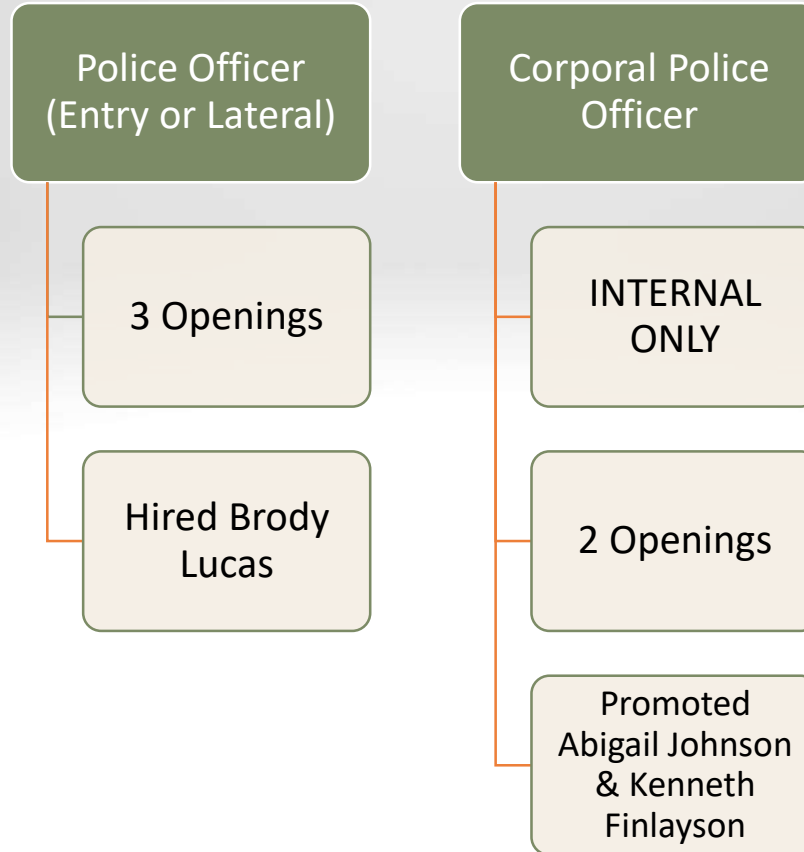 Police Officer
(Entry or Lateral)
3 Openings
Hired Brody
Lucas
Corporal Police
Officer
INTERNAL
ONLY
2 Openings
Promoted
Abigail Johnson
& Kenneth
Finlayson